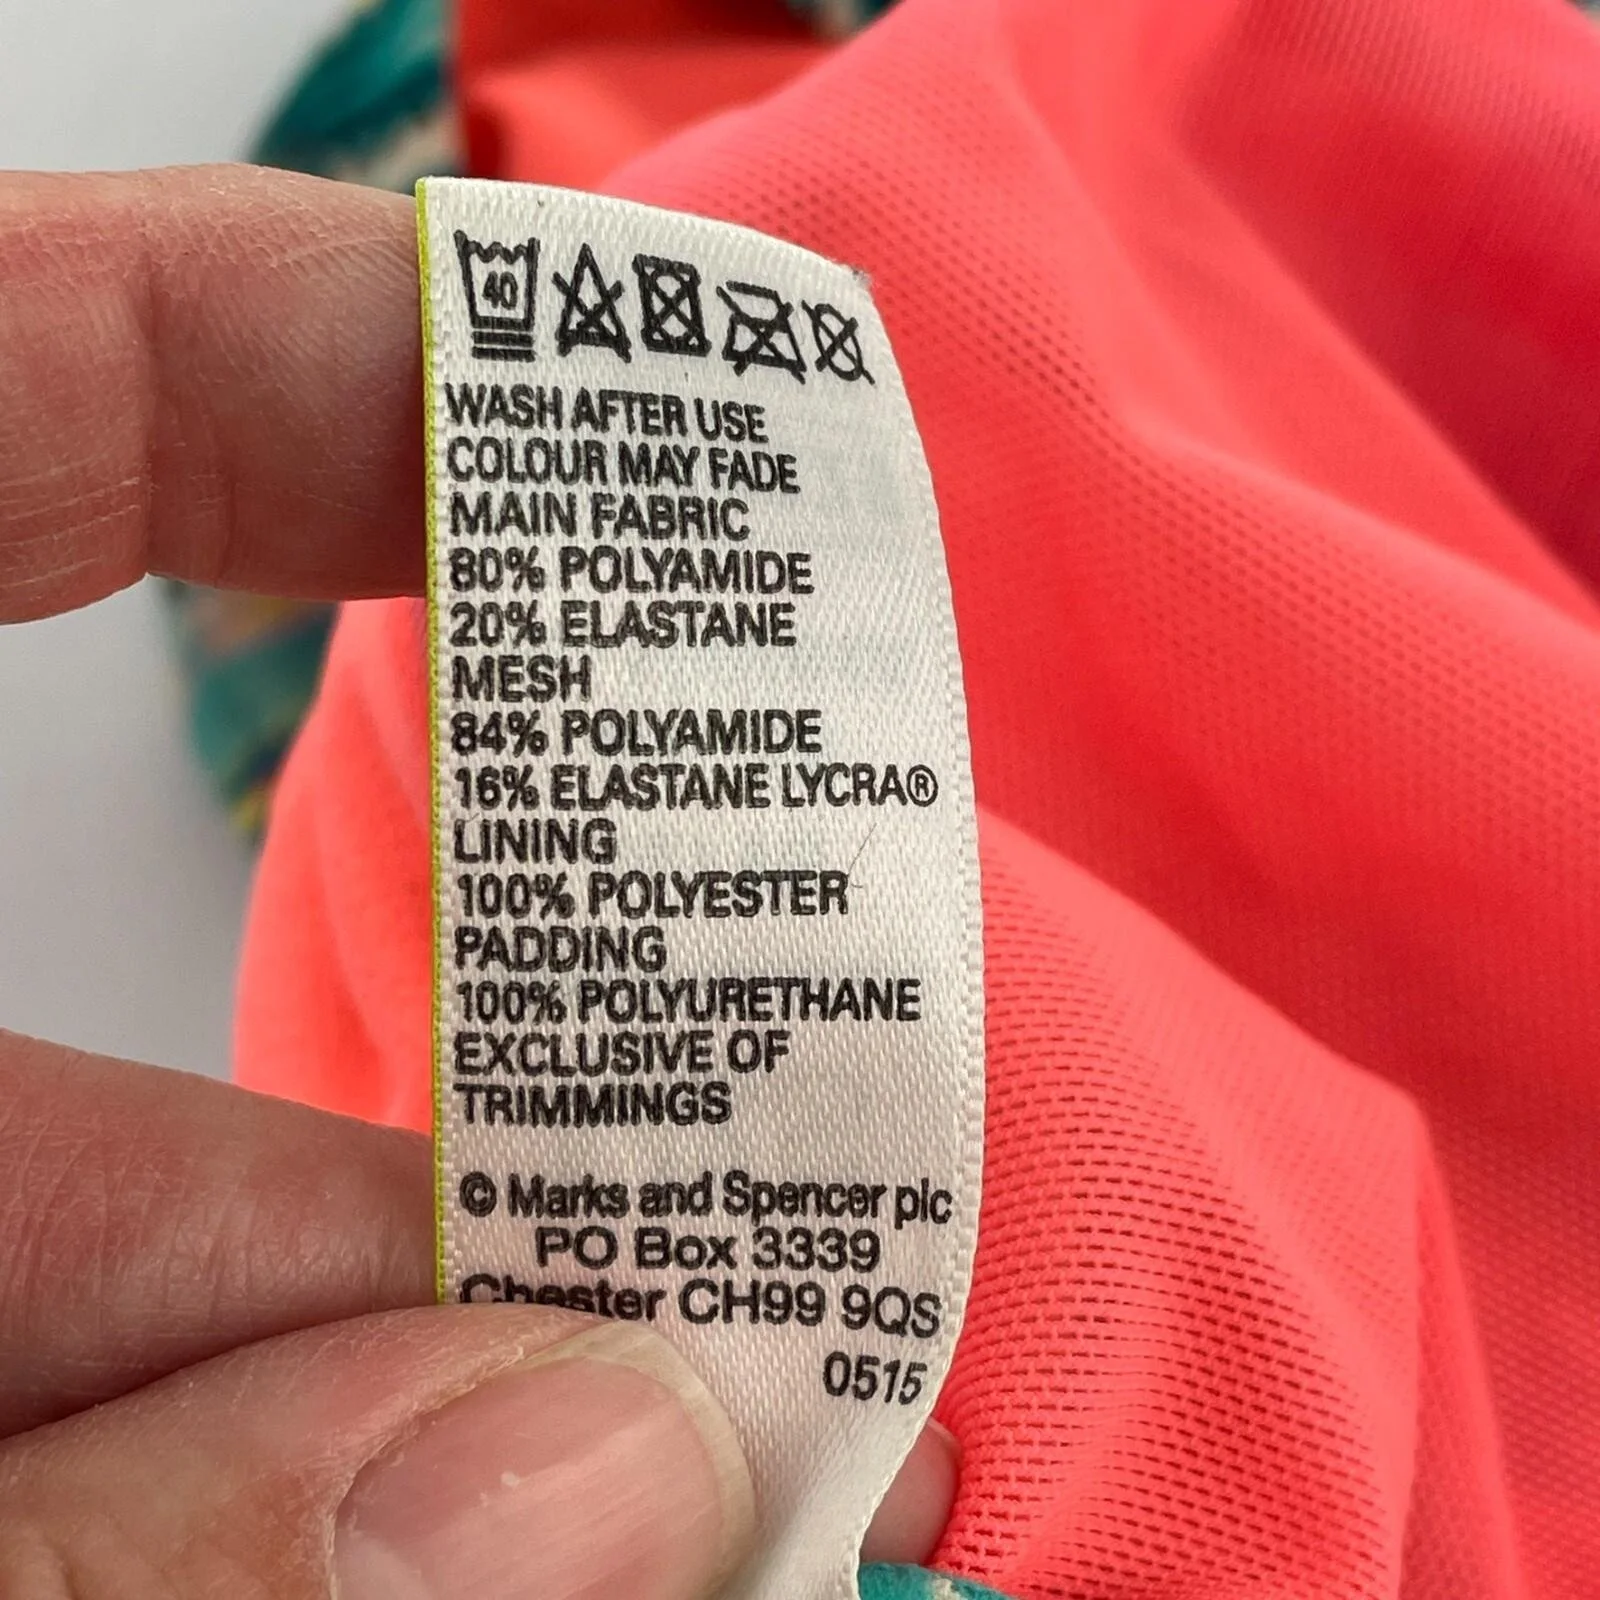 40
WASH AFTER USE
COLOUR MAY FADE
MAIN FABRIC
80% POLYAMIDE
20% ELASTANE
MESH
84% POLYAMIDE
16% ELASTANE LYCRA®
LINING
100% POLYESTER
PADDING
100% POLYURETHANE
EXCLUSIVE OF
TRIMMINGS
© Marks and Spencer plc
PO Box 3339
Chester CH99 9QS
0515